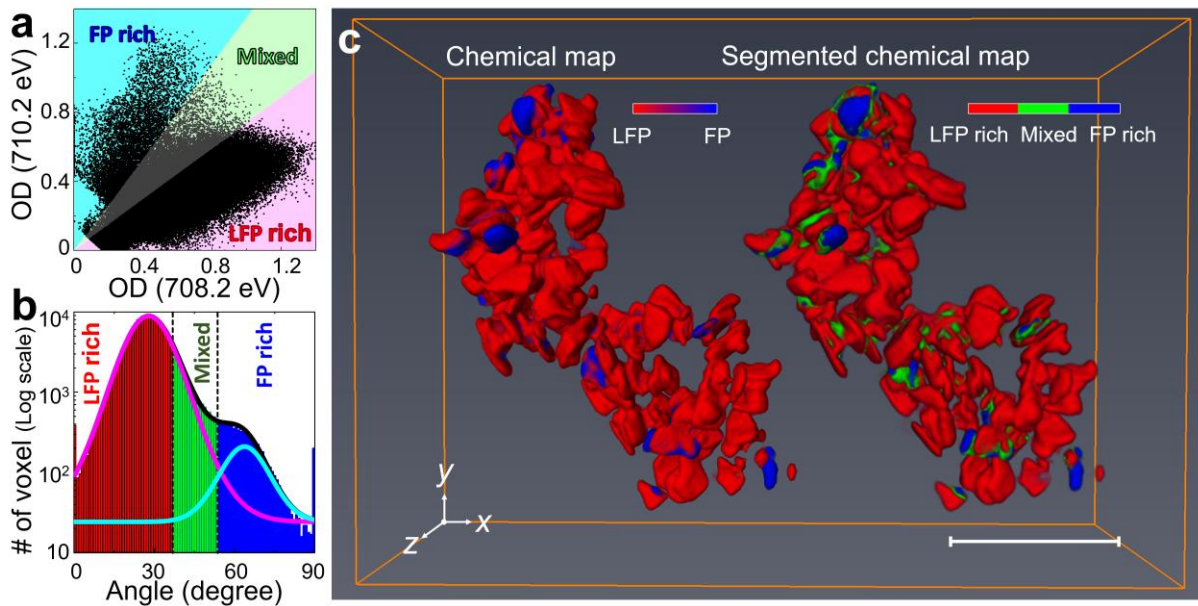 a
FP rich
Mixed
LFP rich
OD (710.2 eV)
1.2
0.8
0.4
0
0 0.4 0.8 1.2
OD (708.2 eV)
b
LFP rich
Mixed
FP rich
# of voxel (Log scale)
10⁴
10³
10²
10
0 30 60 90
Angle (degree)
c
Chemical map
LFP FP
Segmented chemical map
LFP rich Mixed FP rich
y
x
z